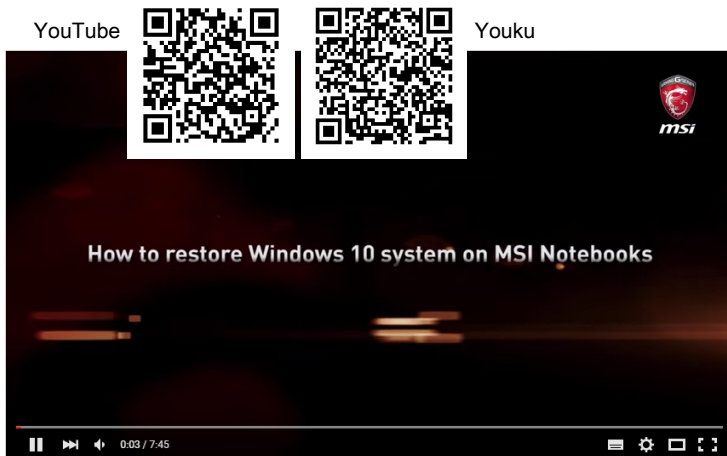 YouTube
Youku
msi
How to restore Windows 10 system on MSI Notebooks
0:03 / 7:45